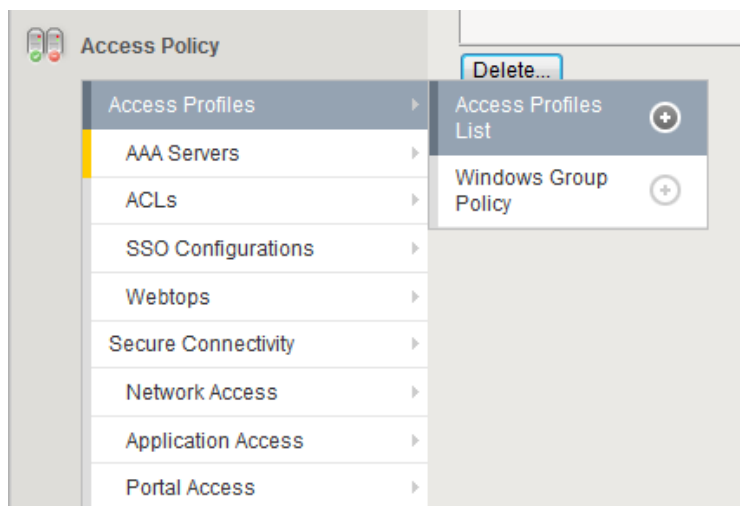 Access Policy
Delete...
Access Profiles
Access Profiles
List
AAA Servers
Windows Group
Policy
ACLs
SSO Configurations
Webtops
Secure Connectivity
Network Access
Application Access
Portal Access